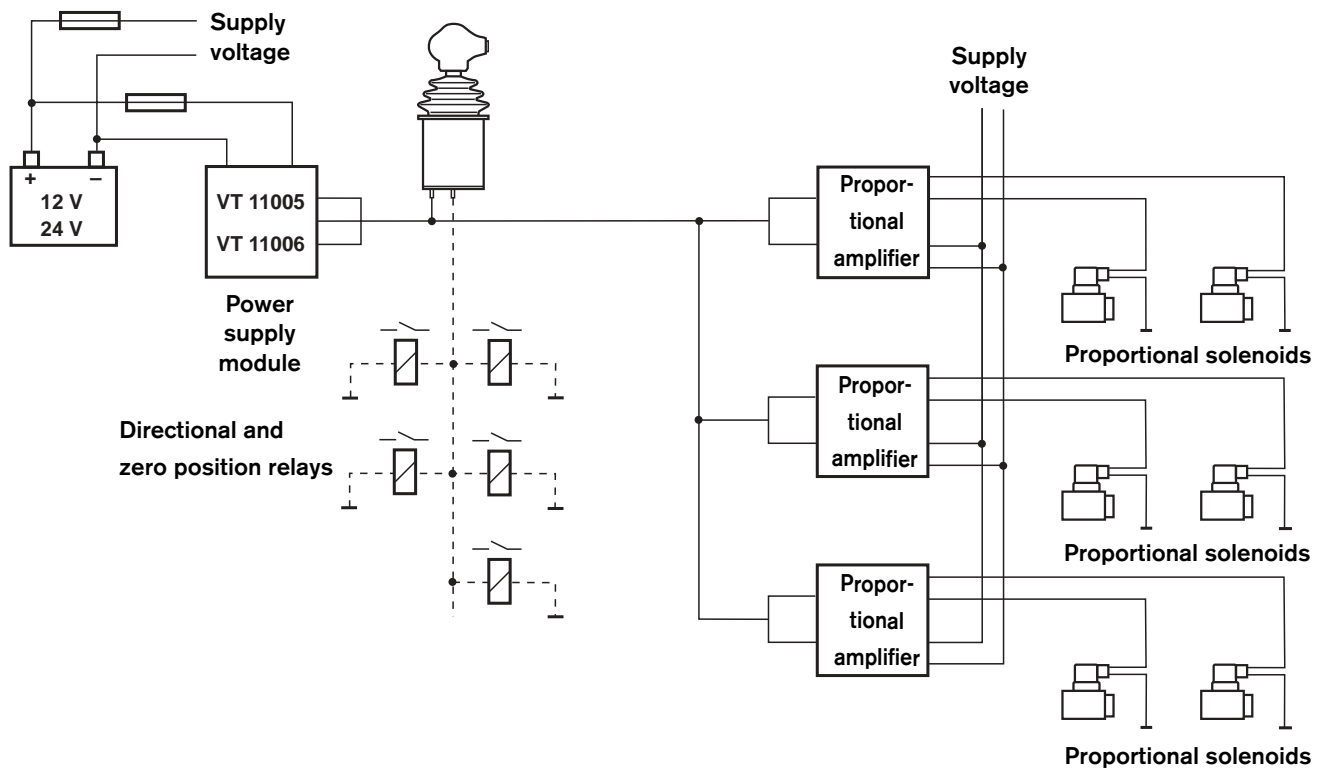 Supply
voltage
+ −
12 V
24 V
VT 11005
VT 11006
Power
supply
module
Directional and
zero position relays
Supply
voltage
Propor-
tional
amplifier
Proportional solenoids
Propor-
tional
amplifier
Proportional solenoids
Propor-
tional
amplifier
Proportional solenoids